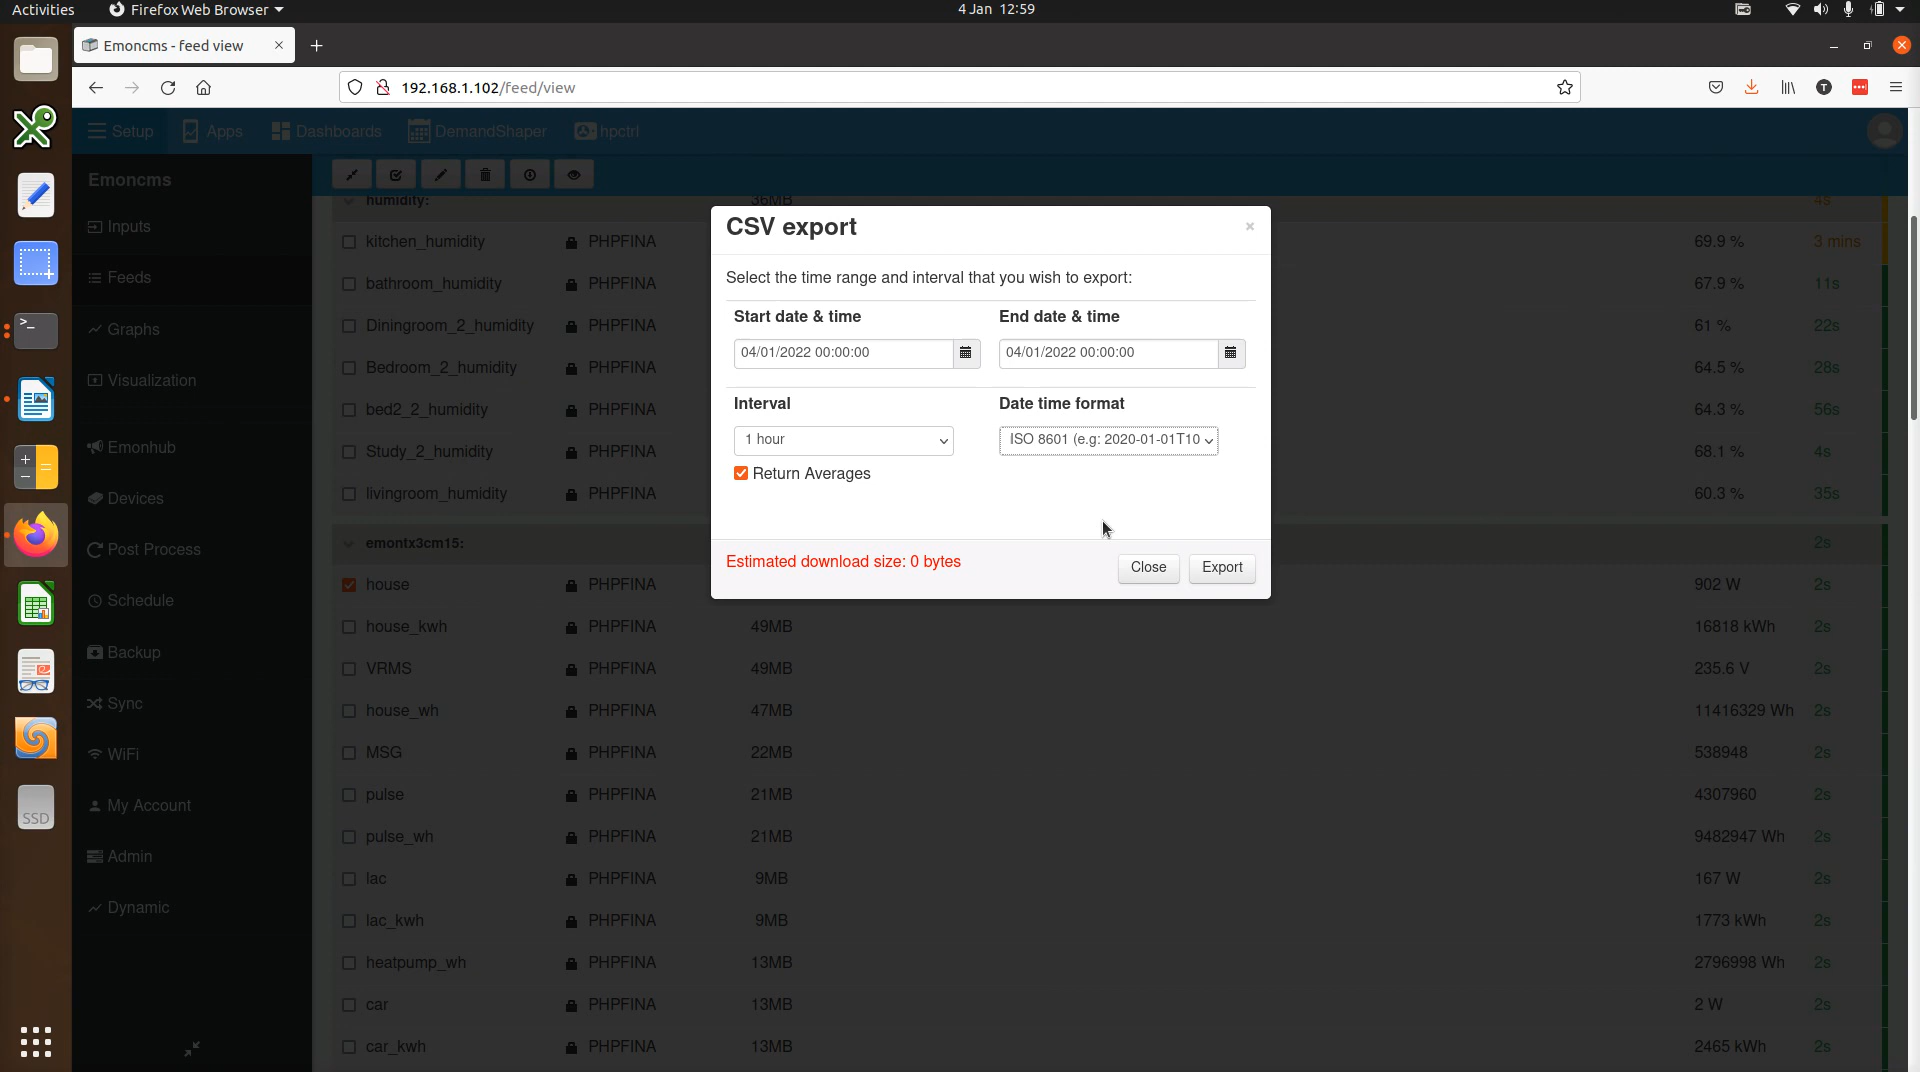 Activities Firefox Web Browser 4 Jan 12:59
Emoncms - feed view
192.168.1.102/feed/view
T
Setup Apps Dashboards DemandShaper hpctrl
Emoncms
Inputs
Feeds
Graphs
Visualization
Emonhub
Devices
Post Process
Schedule
Backup
Sync
WiFi
My Account
Admin
Dynamic
SSD
humidity: 36MB 4s
kitchen_humidity PHPFINA 69.9 % 3 mins
bathroom_humidity PHPFINA 67.9 % 11s
Diningroom_2_humidity PHPFINA 61 % 22s
Bedroom_2_humidity PHPFINA 64.5 % 28s
bed2_2_humidity PHPFINA 64.3 % 56s
Study_2_humidity PHPFINA 68.1 % 4s
livingroom_humidity PHPFINA 60.3 % 35s
CSV export ×
Select the time range and interval that you wish to export:
Start date & time End date & time
04/01/2022 00:00:00 04/01/2022 00:00:00
Interval Date time format
1 hour ISO 8601 (e.g: 2020-01-01T10
Return Averages
Estimated download size: 0 bytes Close Export
emontx3cm15: 2s
house PHPFINA 902 W 2s
house_kwh PHPFINA 49MB 16818 kWh 2s
VRMS PHPFINA 49MB 235.6 V 2s
house_wh PHPFINA 47MB 11416329 Wh 2s
MSG PHPFINA 22MB 538948 2s
pulse PHPFINA 21MB 4307960 2s
pulse_wh PHPFINA 21MB 9482947 Wh 2s
lac PHPFINA 9MB 167 W 2s
lac_kwh PHPFINA 9MB 1773 kWh 2s
heatpump_wh PHPFINA 13MB 2796998 Wh 2s
car PHPFINA 13MB 2 W 2s
car_kwh PHPFINA 13MB 2465 kWh 2s